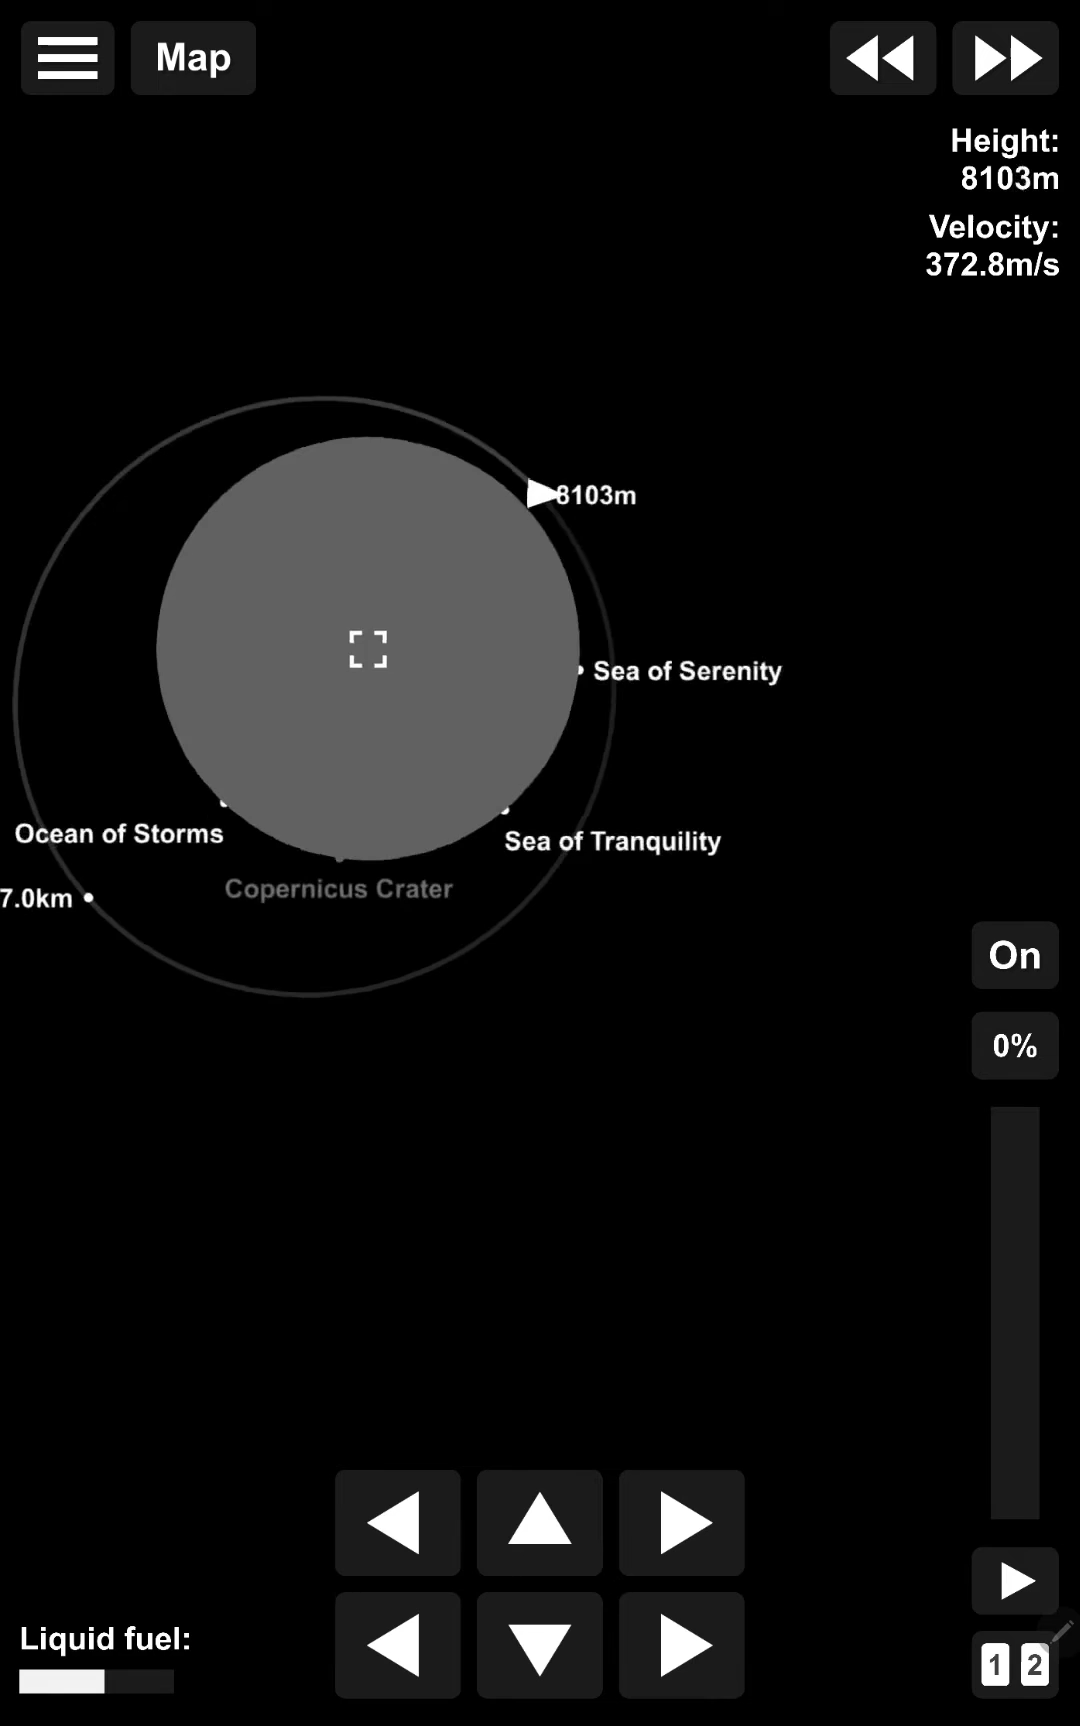 Map
Height:
8103m
Velocity:
372.8m/s
8103m
Sea of Serenity
Ocean of Storms
Sea of Tranquility
Copernicus Crater
7.0km
On
0%
Liquid fuel:
1 2